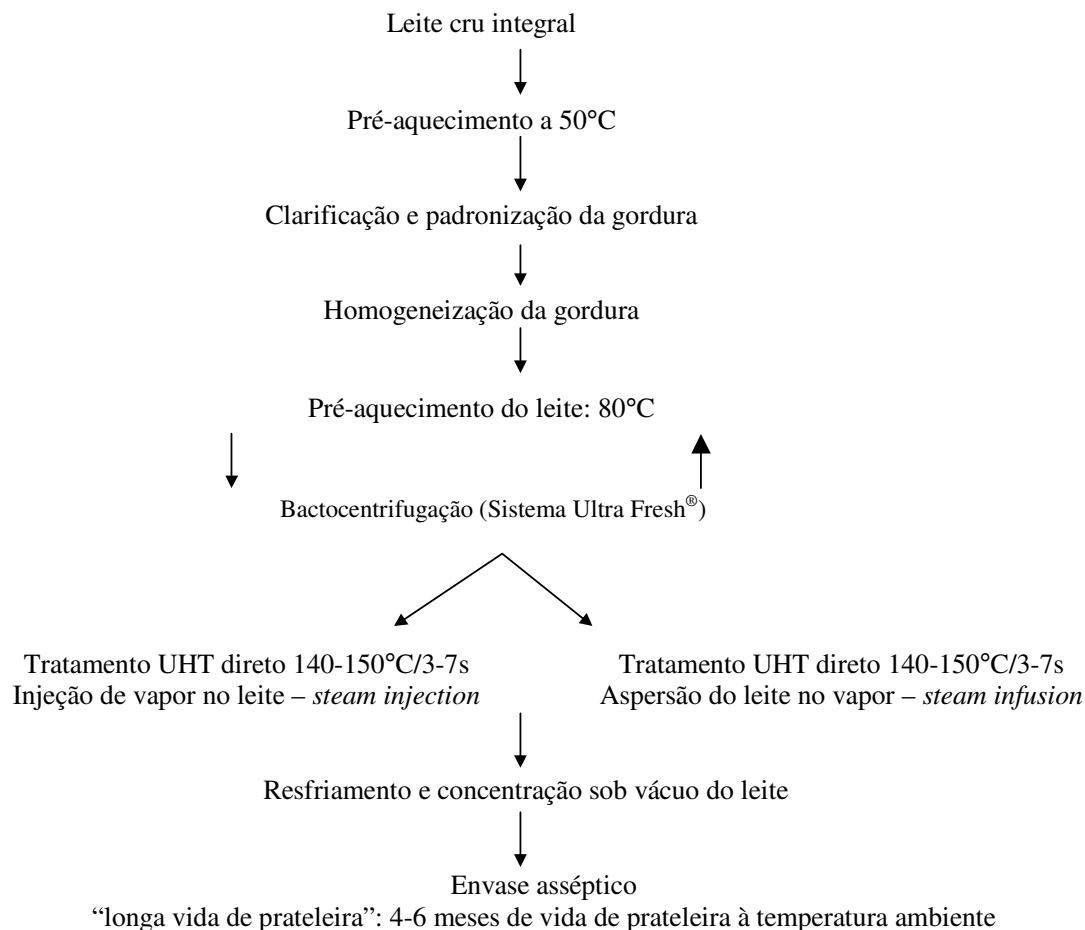 Leite cru integral
Pré-aquecimento a 50°C
Clarificação e padronização da gordura
Homogeneização da gordura
Pré-aquecimento do leite: 80°C
Bactocentrifugação (Sistema Ultra Fresh®)
Tratamento UHT direto 140-150°C/3-7s
Injeção de vapor no leite – steam injection
Tratamento UHT direto 140-150°C/3-7s
Aspersão do leite no vapor – steam infusion
Resfriamento e concentração sob vácuo do leite
Envase asséptico
“longa vida de prateleira”: 4-6 meses de vida de prateleira à temperatura ambiente